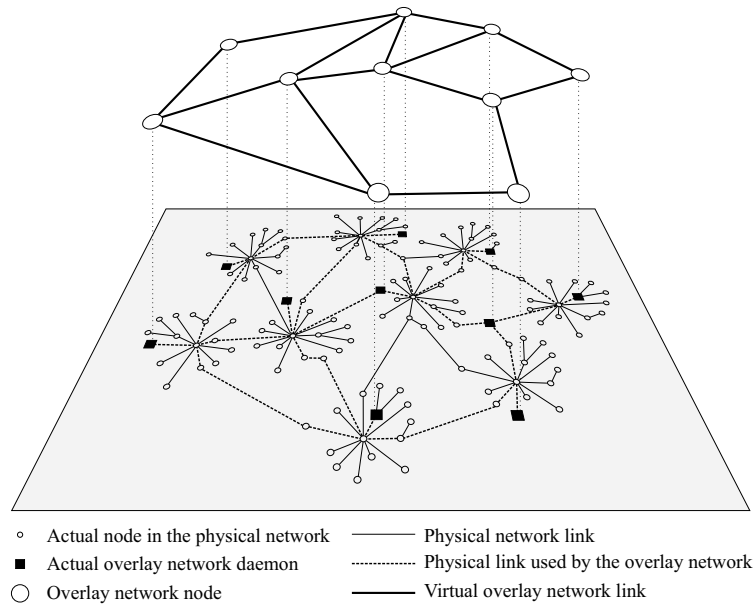 Actual node in the physical network
Actual overlay network daemon
Overlay network node
Physical network link
Physical link used by the overlay network
Virtual overlay network link